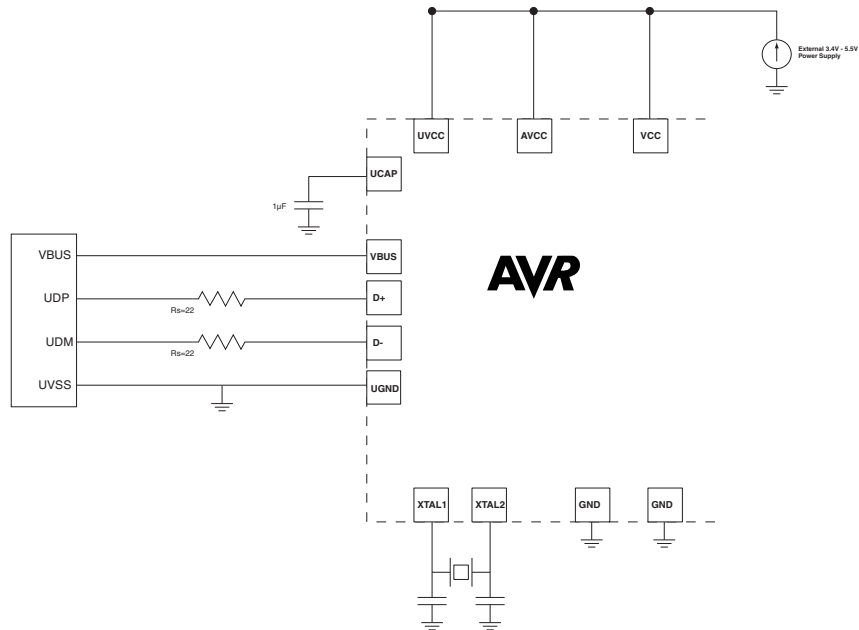 External 3.4V - 5.5V
Power Supply
UVCC
AVCC
VCC
UCAP
1µF
VBUS
VBUS
UDP
Rs=22
D+
UDM
Rs=22
D-
UVSS
UGND
AVR
XTAL1
XTAL2
GND
GND